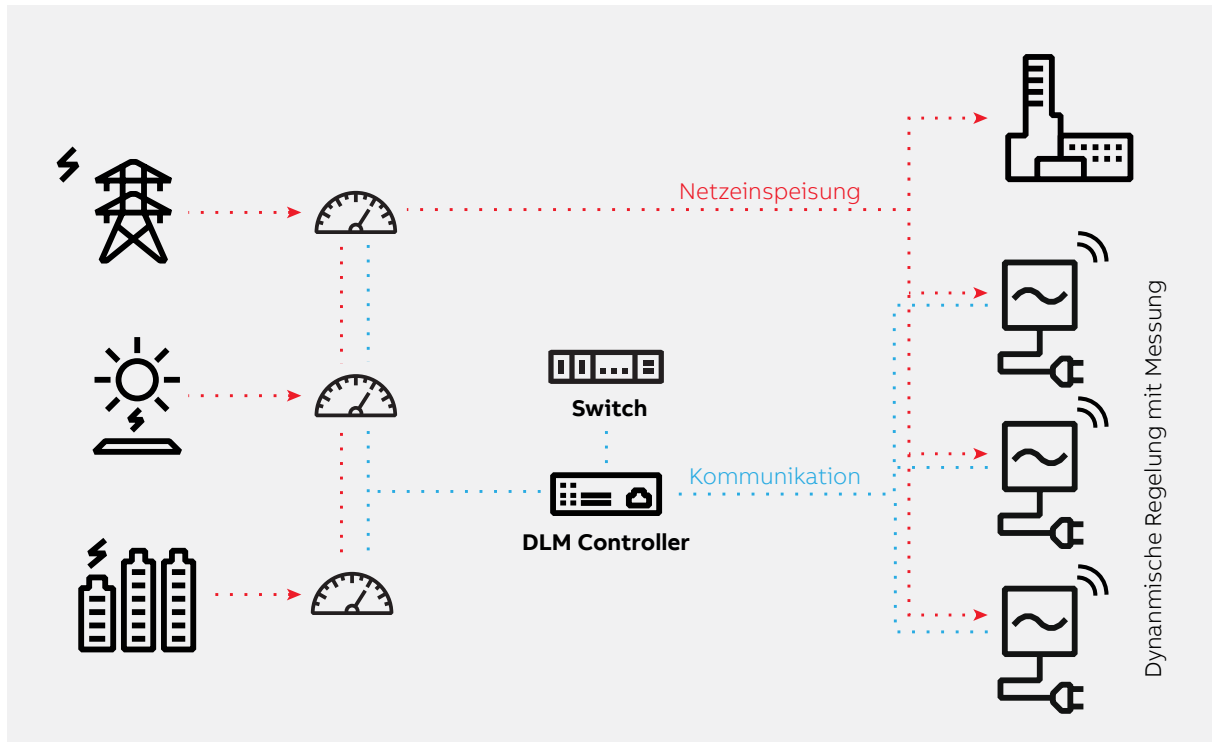 Netzeinspeisung
Switch
Kommunikation
DLM Controller
Dynanmische Regelung mit Messung